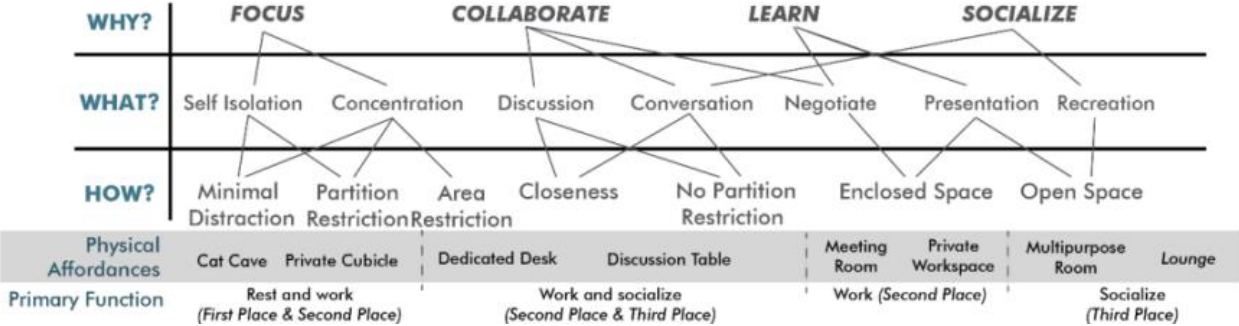 WHY? FOCUS COLLABORATE LEARN SOCIALIZE
WHAT? Self Isolation Concentration Discussion Conversation Negotiate Presentation Recreation
HOW? Minimal Distraction Partition Restriction Area Restriction Closeness No Partition Restriction Enclosed Space Open Space
Physical Affordances Cat Cave Private Cubicle Dedicated Desk Discussion Table Meeting Room Private Workspace Multipurpose Room Lounge
Primary Function Rest and work (First Place & Second Place) Work and socialize (Second Place & Third Place) Work (Second Place) Socialize (Third Place)